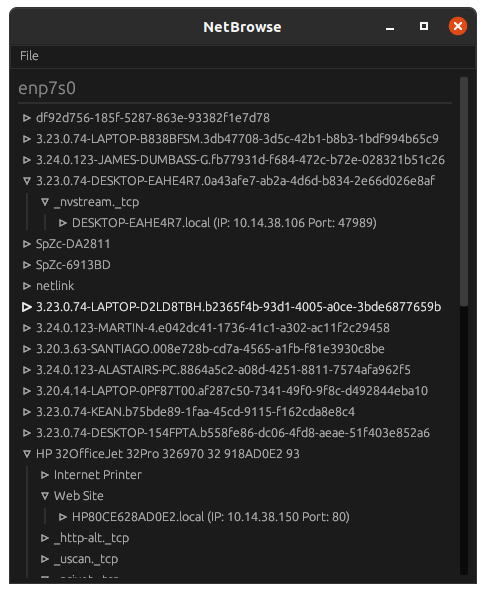 NetBrowse
File
enp7s0
df92d756-185f-5287-863e-93382f1e7d78
3.23.0.74-LAPTOP-B838BFSM.3db47708-3d5c-42b1-b8b3-1bdf994b65c9
3.24.0.123-JAMES-DUMBASS-G.fb77931d-f684-472c-b72e-028321b51c26
3.23.0.74-DESKTOP-EAHE4R7.0a43afe7-ab2a-4d6d-b834-2e66d026e8af
_nvstream._tcp
DESKTOP-EAHE4R7.local (IP: 10.14.38.106 Port: 47989)
SpZc-DA2811
SpZc-6913BD
netlink
3.23.0.74-LAPTOP-D2LD8TBH.b2365f4b-93d1-4005-a0ce-3bde6877659b
3.24.0.123-MARTIN-4.e042dc41-1736-41c1-a302-ac11f2c29458
3.20.3.63-SANTIAGO.008e728b-cd7a-4565-a1fb-f81e3930c8be
3.24.0.123-ALASTAIRS-PC.8864a5c2-a08d-4251-8811-7574afa962f5
3.20.4.14-LAPTOP-0PF87T00.af287c50-7341-49f0-9f8c-d492844eba10
3.23.0.74-KEAN.b75bde89-1faa-45cd-9115-f162cda8e8c4
3.23.0.74-DESKTOP-154FPTA.b558fe86-dc06-4fd8-aeae-51f403e852a6
HP 32OfficeJet 32Pro 326970 32 918AD0E2 93
Internet Printer
Web Site
HP80CE628AD0E2.local (IP: 10.14.38.150 Port: 80)
_http-alt._tcp
_uscan._tcp